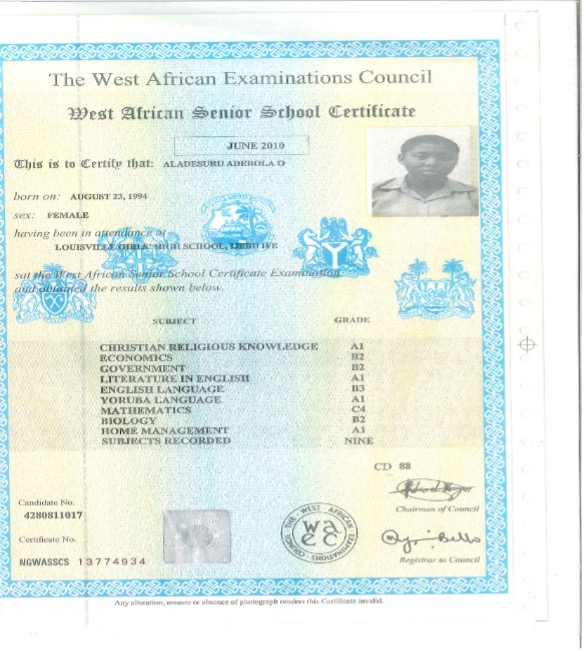 The West African Examinations Council
West African Senior School Certificate
JUNE 2010
This is to Certify that: ALADESURU ADEBOLA O
born on: AUGUST 23, 1994
sex: FEMALE
having been in attendance at
LOUISVILLE GIRLS' HIGH SCHOOL, IJEBU IFE
sat the West African Senior School Certificate Examination
and obtained the results shown below.
SUBJECT GRADE
CHRISTIAN RELIGIOUS KNOWLEDGE A1
ECONOMICS B2
GOVERNMENT B2
LITERATURE IN ENGLISH A1
ENGLISH LANGUAGE B3
YORUBA LANGUAGE A1
MATHEMATICS C4
BIOLOGY B2
HOME MANAGEMENT A1
SUBJECTS RECORDED NINE
CD 88
Candidate No.
4280811017
Chairman of Council
Certificate No.
NGWASSCS 13774934
THE WEST AFRICAN EXAMINATIONS COUNCIL
wa
ec
Registrar to Council
Any alteration, erasure or absence of photograph renders this Certificate invalid.